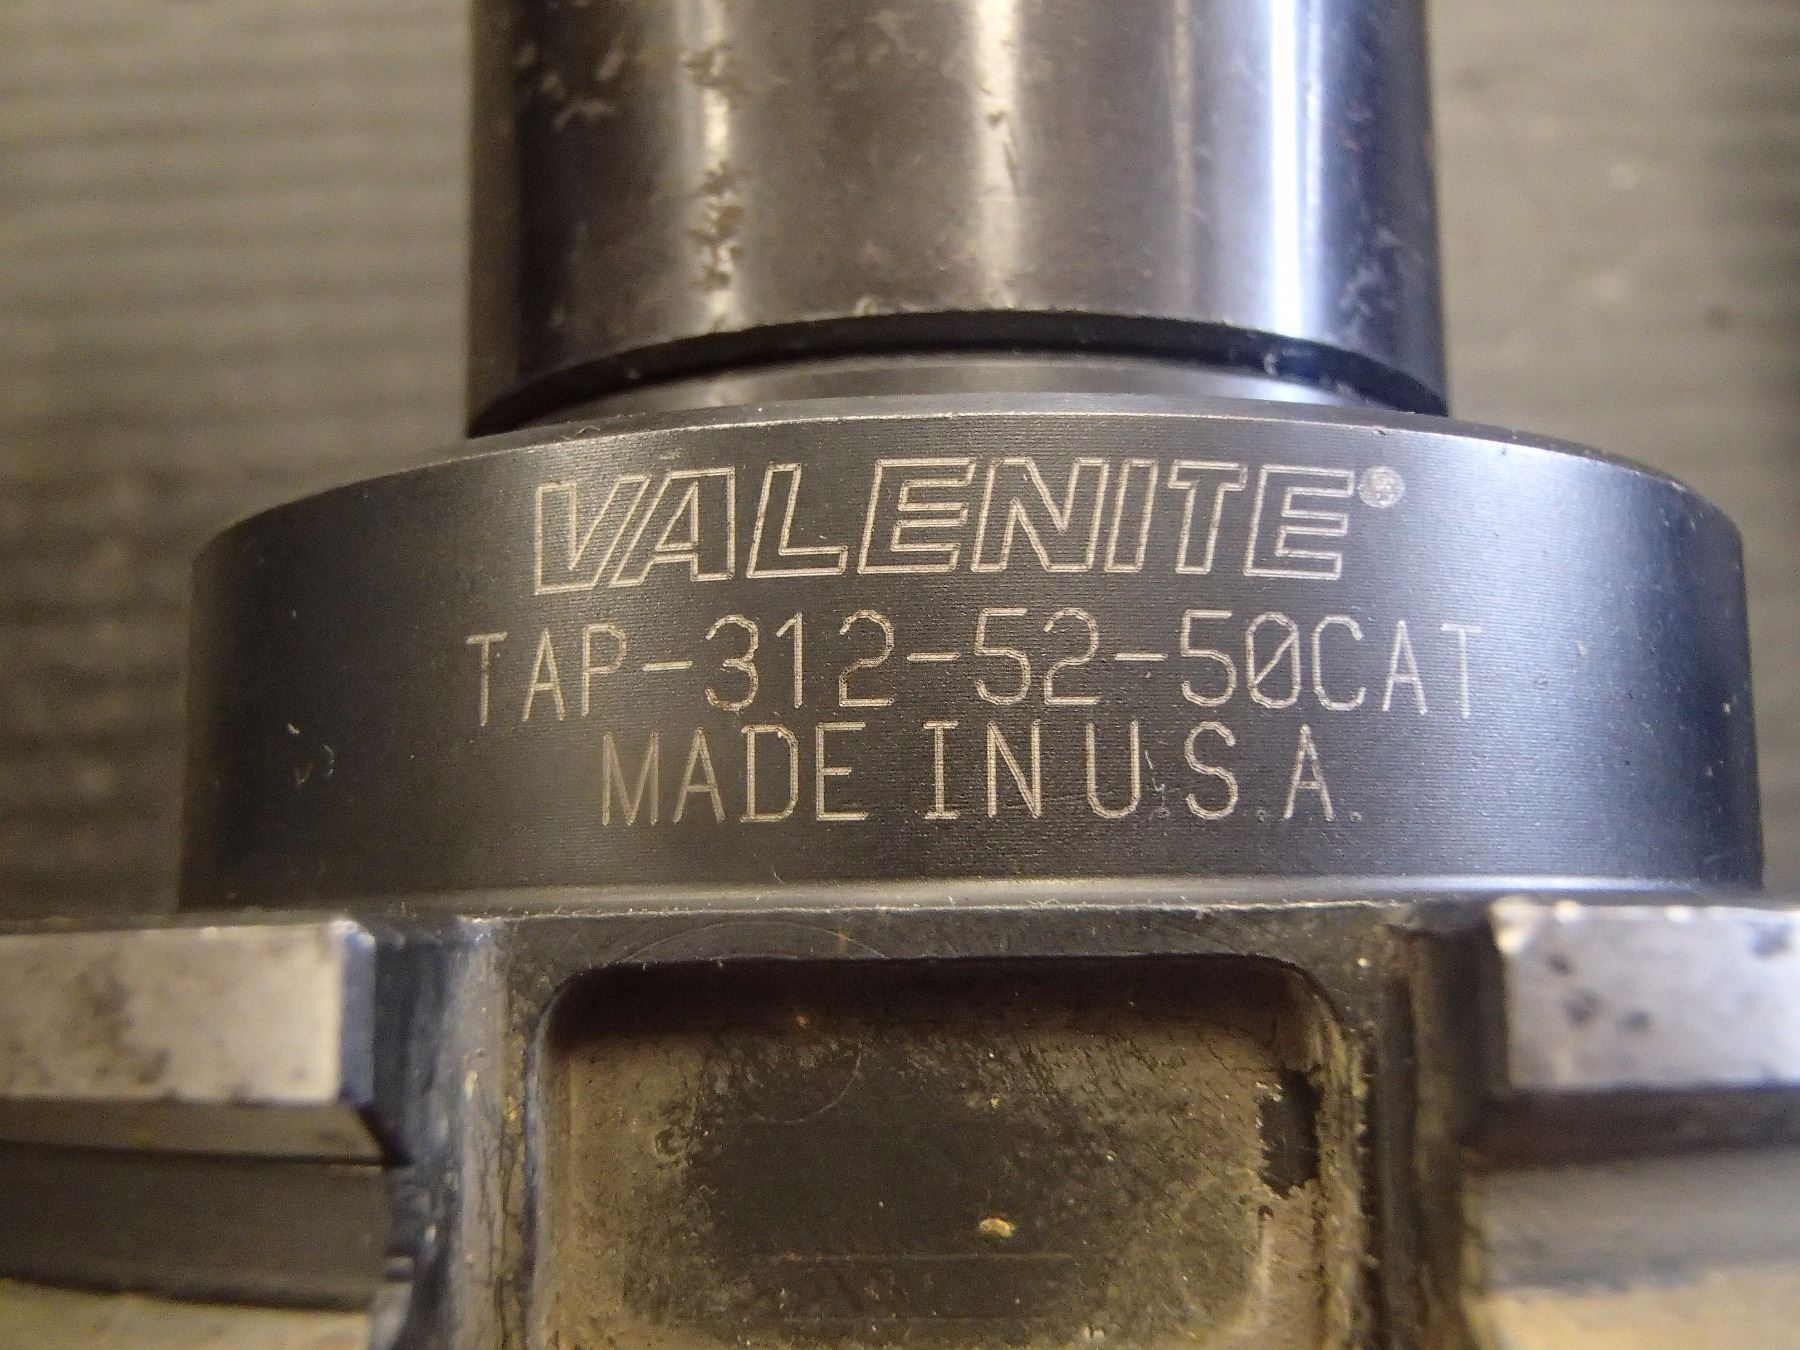 VALENITE®
TAP-312-52-50CAT
MADE IN U.S.A.